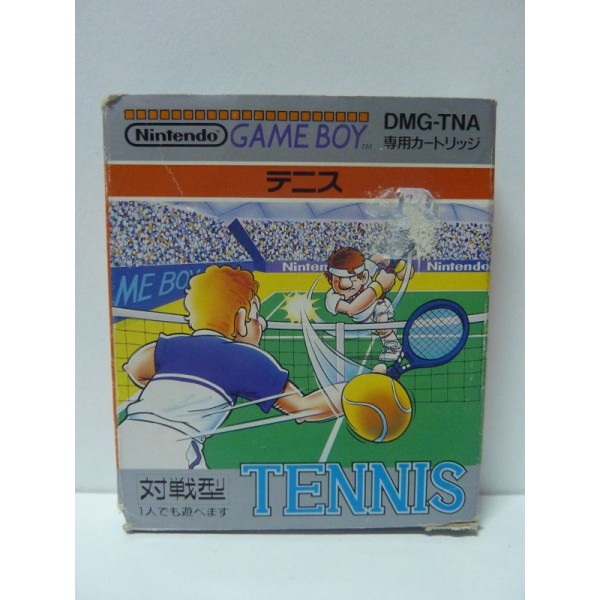 Nintendo GAME BOY TM DMG-TNA
専用カートリッジ
テニス
Nintendo Nintendo
ME BOY
対戦型
1人でも遊べます
TENNIS